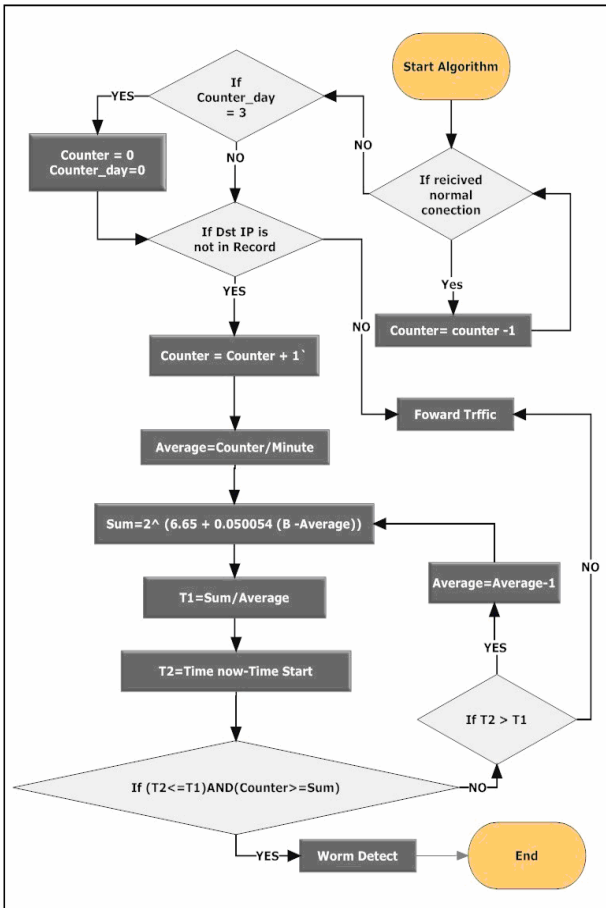 Start Algorithm
If reicived
normal
conection
Yes
Counter= counter -1
NO
If
Counter_day
= 3
YES
Counter = 0
Counter_day=0
NO
If Dst IP is
not in Record
NO
Foward Trffic
YES
Counter = Counter + 1`
Average=Counter/Minute
Sum=2^ (6.65 + 0.050054 (B -Average))
T1=Sum/Average
T2=Time now-Time Start
If (T2<=T1)AND(Counter>=Sum)
NO
If T2 > T1
YES
Average=Average-1
NO
YES
Worm Detect
End